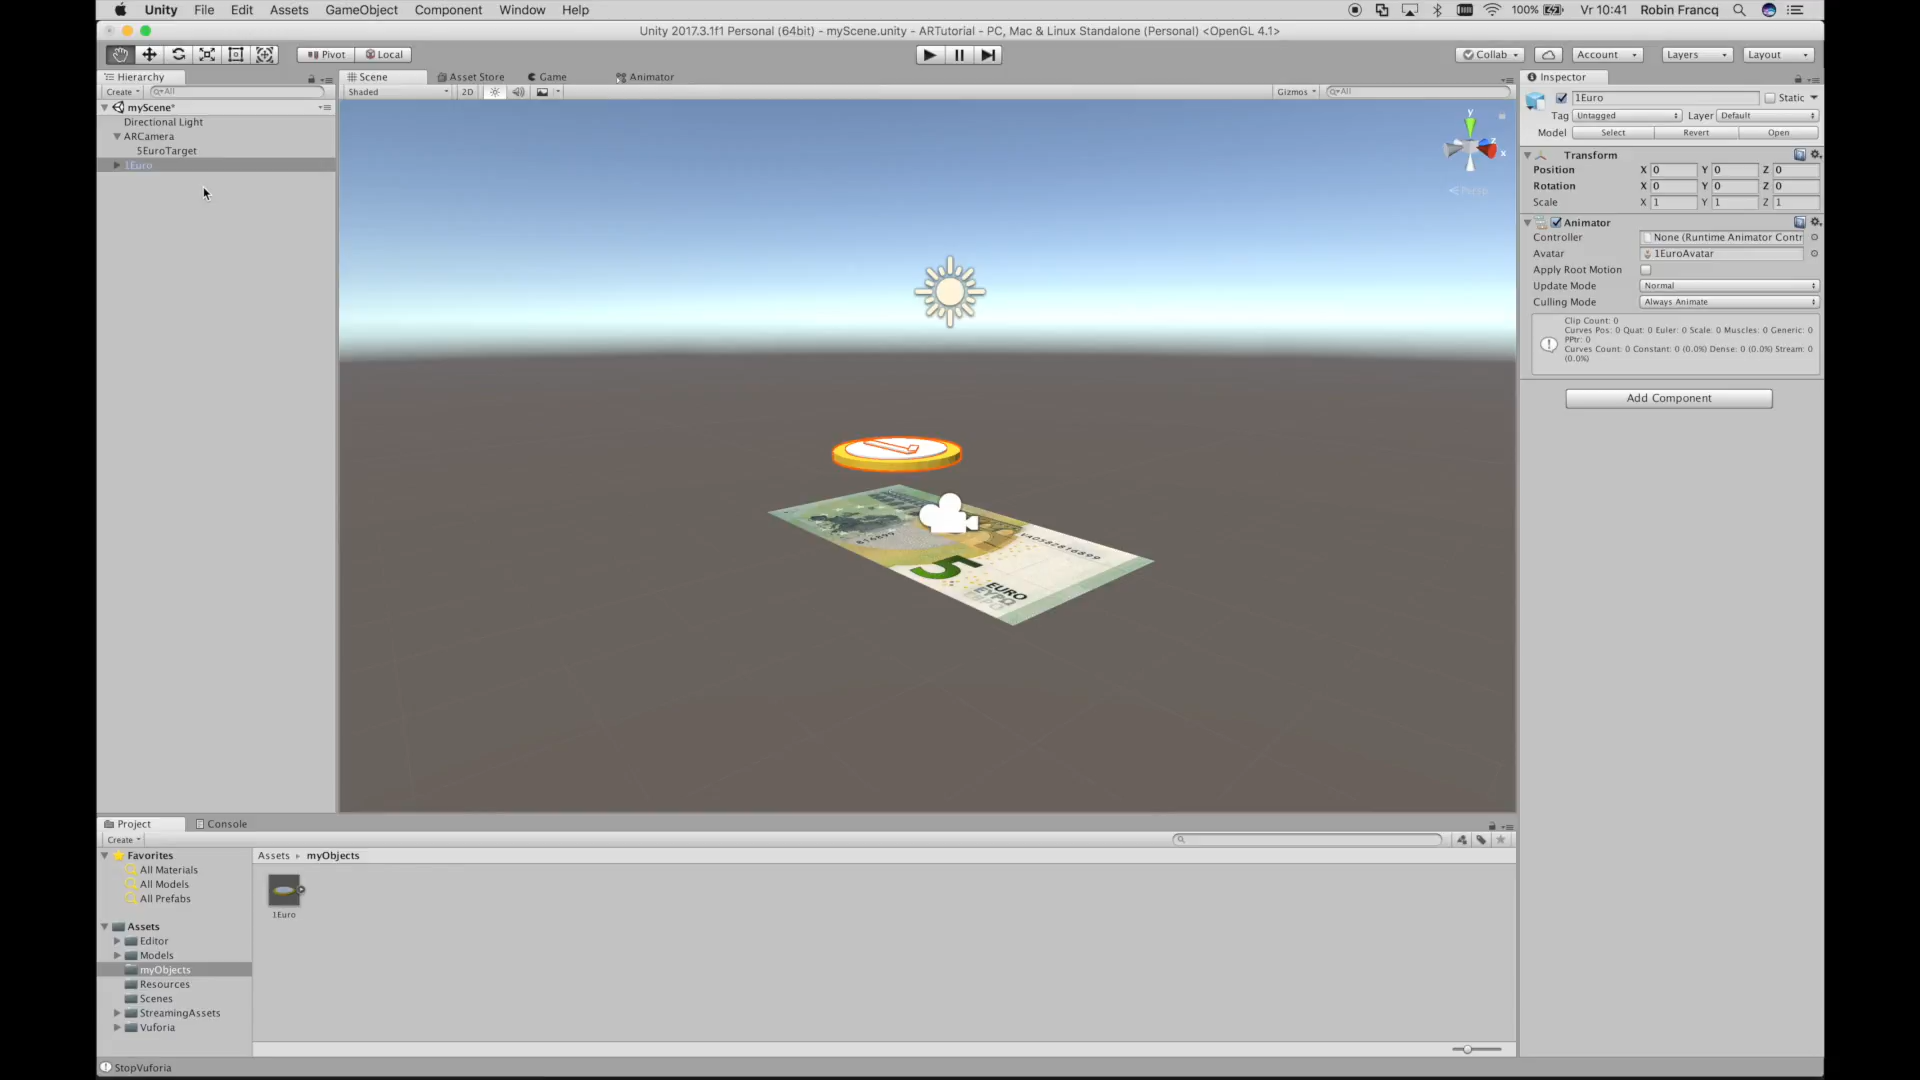 Unity File Edit Assets GameObject Component Window Help
100% Vr 10:41 Robin Francq
Unity 2017.3.1f1 Personal (64bit) - myScene.unity - ARTutorial - PC, Mac & Linux Standalone (Personal) <OpenGL 4.1>
Pivot Local
Collab Account Layers Layout
Hierarchy
Create All
myScene*
Directional Light
ARCamera
5EuroTarget
1Euro
Scene Asset Store Game Animator
Shaded 2D Gizmos All
y
z
x
Persp
816899
VA0582816899
5
EURO
ΕΥΡΩ
Inspector
1Euro Static
Tag Untagged Layer Default
Model Select Revert Open
Transform
Position X 0 Y 0 Z 0
Rotation X 0 Y 0 Z 0
Scale X 1 Y 1 Z 1
Animator
Controller None (Runtime Animator Contr
Avatar 1EuroAvatar
Apply Root Motion
Update Mode Normal
Culling Mode Always Animate
Clip Count: 0
Curves Pos: 0 Quat: 0 Euler: 0 Scale: 0 Muscles: 0 Generic: 0
PPtr: 0
Curves Count: 0 Constant: 0 (0.0%) Dense: 0 (0.0%) Stream: 0
(0.0%)
Add Component
Project Console
Create
Favorites
All Materials
All Models
All Prefabs
Assets
Editor
Models
myObjects
Resources
Scenes
StreamingAssets
Vuforia
Assets myObjects
1Euro
StopVuforia